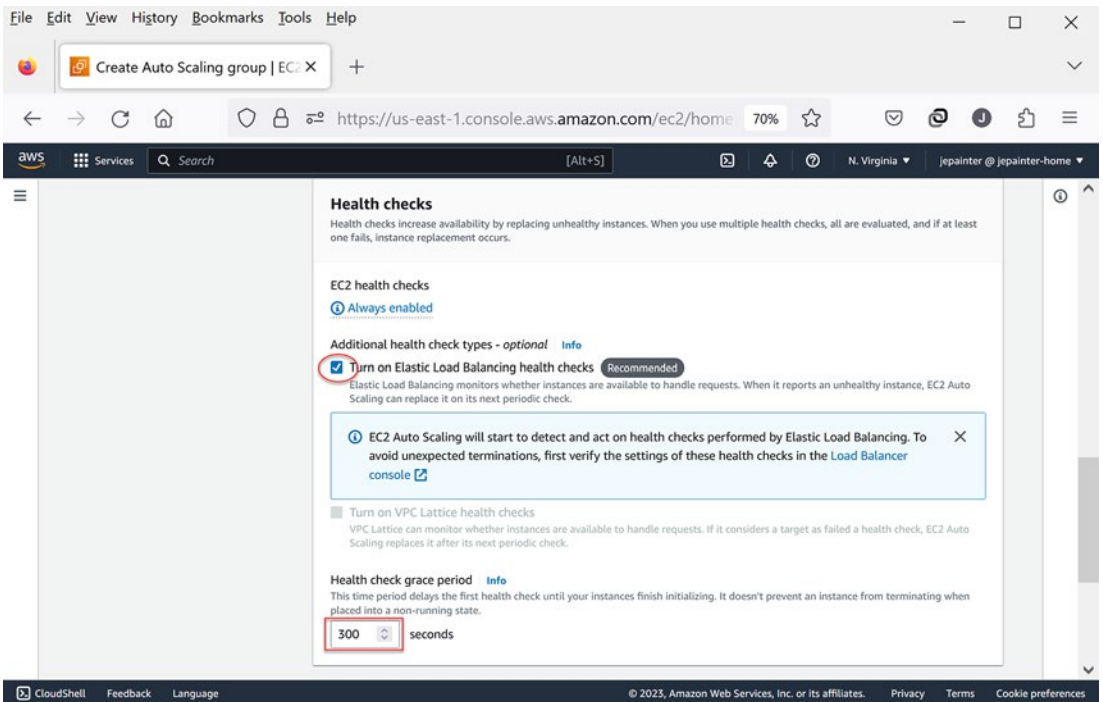 File Edit View History Bookmarks Tools Help
Create Auto Scaling group | EC2
https://us-east-1.console.aws.amazon.com/ec2/home 70%
aws Services Search [Alt+S] N. Virginia jepainter @ jepainter-home
Health checks
Health checks increase availability by replacing unhealthy instances. When you use multiple health checks, all are evaluated, and if at least
one fails, instance replacement occurs.
EC2 health checks
Always enabled
Additional health check types - optional Info
Turn on Elastic Load Balancing health checks Recommended
Elastic Load Balancing monitors whether instances are available to handle requests. When it reports an unhealthy instance, EC2 Auto
Scaling can replace it on its next periodic check.
EC2 Auto Scaling will start to detect and act on health checks performed by Elastic Load Balancing. To
avoid unexpected terminations, first verify the settings of these health checks in the Load Balancer
console
Turn on VPC Lattice health checks
VPC Lattice can monitor whether instances are available to handle requests. If it considers a target as failed a health check, EC2 Auto
Scaling replaces it after its next periodic check.
Health check grace period Info
This time period delays the first health check until your instances finish initializing. It doesn't prevent an instance from terminating when
placed into a non-running state.
300 seconds
CloudShell Feedback Language © 2023, Amazon Web Services, Inc. or its affiliates. Privacy Terms Cookie preferences